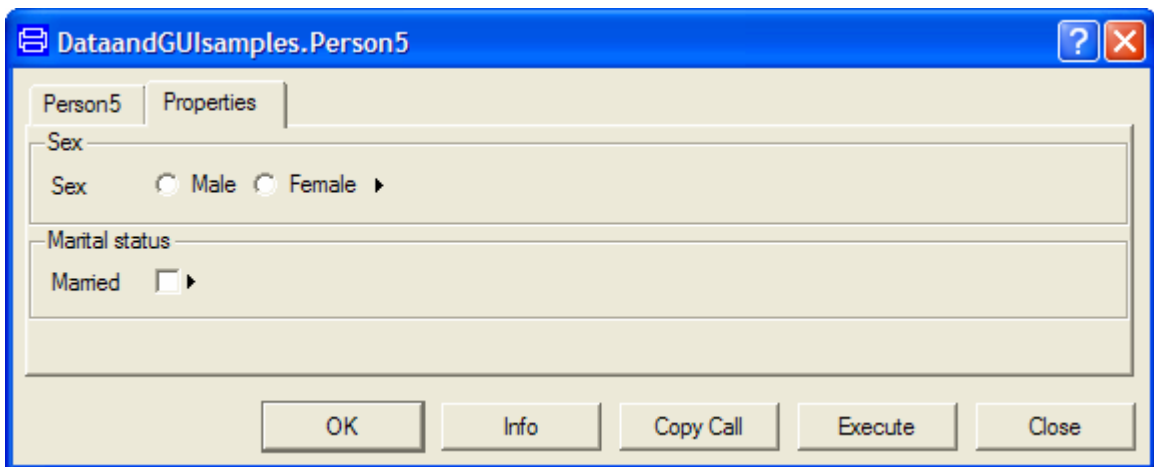 DataandGUIsamples.Person5
?
Person5 Properties
Sex
Sex Male Female
Marital status
Married
OK Info Copy Call Execute Close